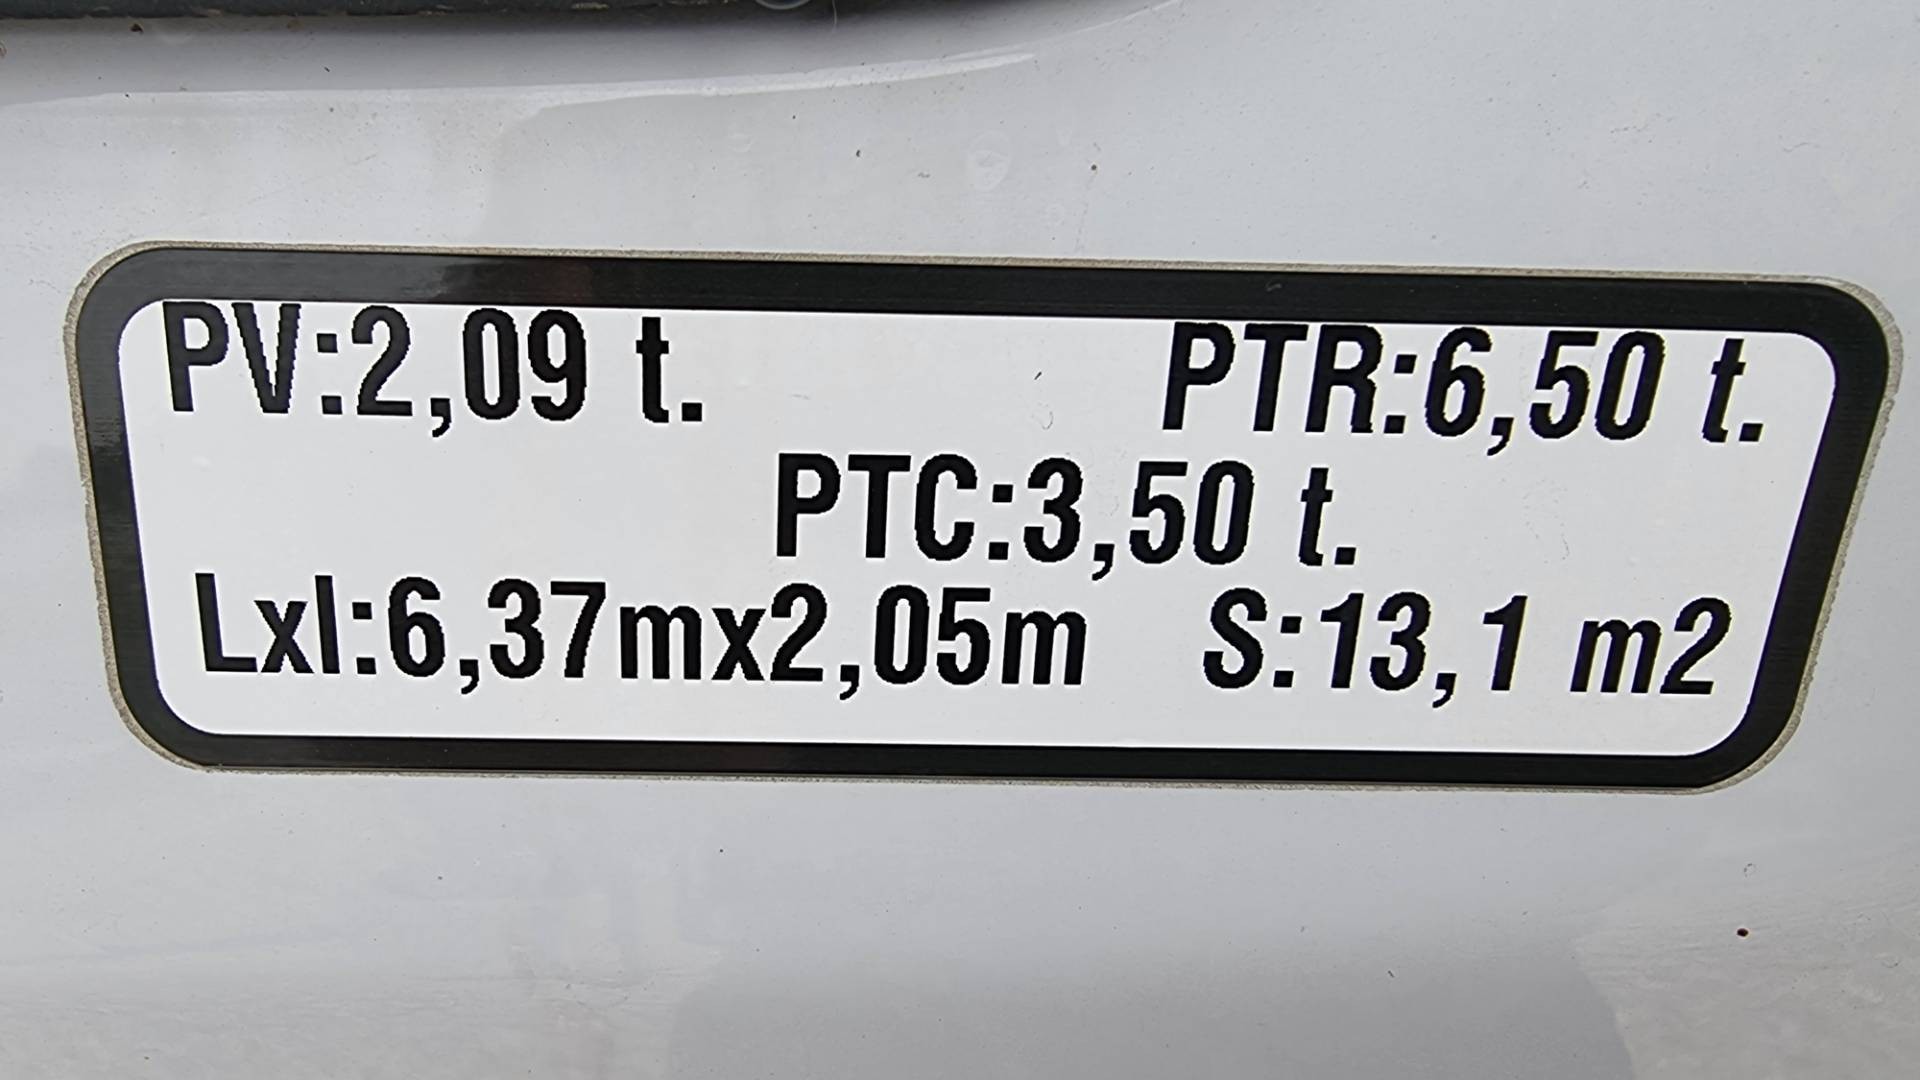 PV:2,09 t. PTR:6,50 t.
PTC:3,50 t.
Lxl:6,37mx2,05m S:13,1 m2